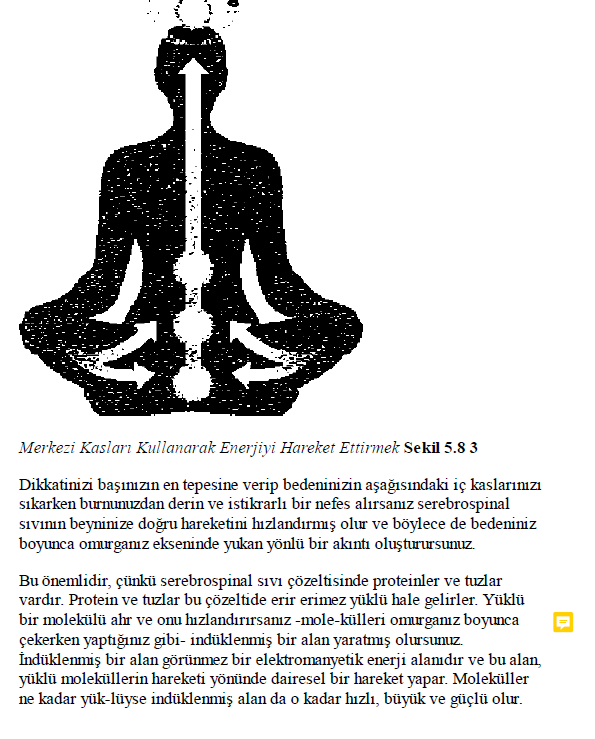 Merkezi Kasları Kullanarak Enerjiyi Hareket Ettirmek Sekil 5.8 3
Dikkatinizi başınızın en tepesine verip bedeninizin aşağısındaki iç kaslarınızı
sıkarken burnunuzdan derin ve istikrarlı bir nefes alırsanız serebrospinal
sıvının beyninize doğru hareketini hızlandırmış olur ve böylece de bedeniniz
boyunca omurganız ekseninde yukan yönlü bir akıntı oluşturursunuz.
Bu önemlidir, çünkü serebrospinal sıvı çözeltisinde proteinler ve tuzlar
vardır. Protein ve tuzlar bu çözeltide erir erimez yüklü hale gelirler. Yüklü
bir molekülü ahr ve onu hızlandırırsanız -mole-külleri omurganız boyunca
çekerken yaptığınız gibi- indüklenmiş bir alan yaratmış olursunuz.
İndüklenmiş bir alan görünmez bir elektromanyetik enerji alanıdır ve bu alan,
yüklü moleküllerin hareketi yönünde dairesel bir hareket yapar. Moleküller
ne kadar yük-lüyse indüklenmiş alan da o kadar hızlı, büyük ve güçlü olur.